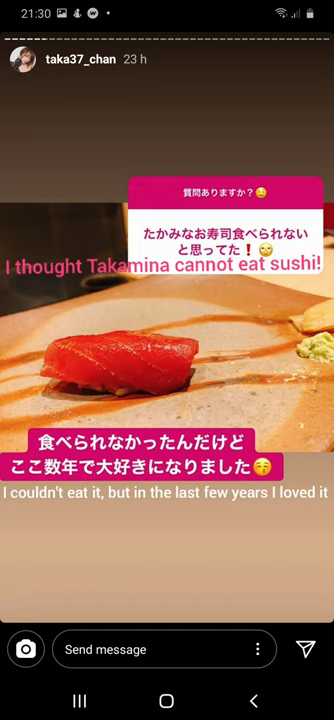 21:30
taka37_chan 23 h
質問ありますか？😆
たかみなお寿司食べられない
と思ってた❗🙄
I thought Takamina cannot eat sushi!
食べられなかったんだけど
ここ数年で大好きになりました😚
I couldn't eat it, but in the last few years I loved it
Send message